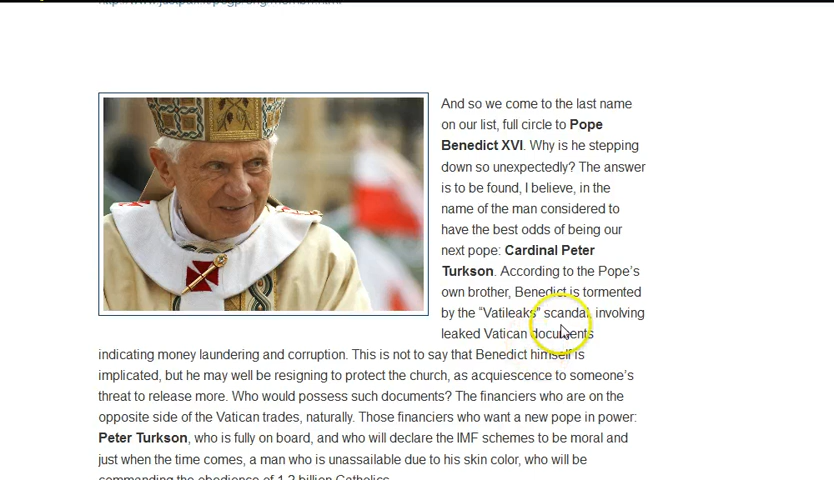 And so we come to the last name
on our list, full circle to Pope
Benedict XVI. Why is he stepping
down so unexpectedly? The answer
is to be found, I believe, in the
name of the man considered to
have the best odds of being our
next pope: Cardinal Peter
Turkson. According to the Pope’s
own brother, Benedict is tormented
by the “Vatileaks” scandal, involving
leaked Vatican documents
indicating money laundering and corruption. This is not to say that Benedict himself is
implicated, but he may well be resigning to protect the church, as acquiescence to someone’s
threat to release more. Who would possess such documents? The financiers who are on the
opposite side of the Vatican trades, naturally. Those financiers who want a new pope in power:
Peter Turkson, who is fully on board, and who will declare the IMF schemes to be moral and
just when the time comes, a man who is unassailable due to his skin color, who will be
commanding the obedience of 1.2 billion Catholics.